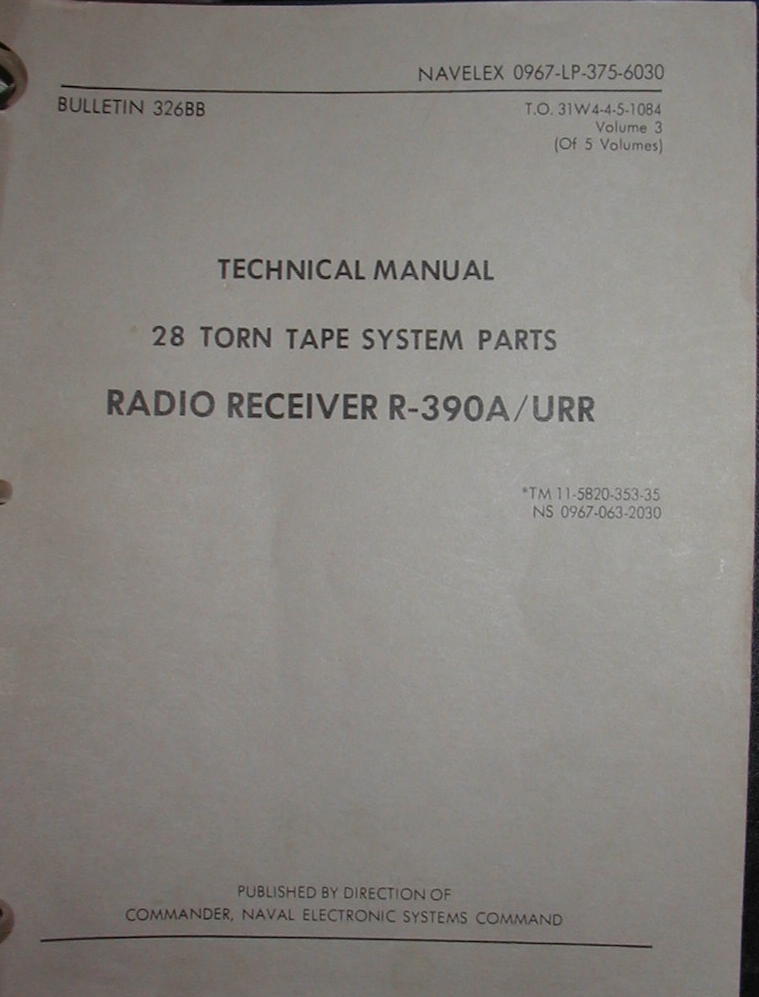 NAVELEX 0967-LP-375-6030
BULLETIN 326BB
T.O. 31W4-4-5-1084
Volume 3
(Of 5 Volumes)
TECHNICAL MANUAL
28 TORN TAPE SYSTEM PARTS
RADIO RECEIVER R-390A/URR
*TM 11-5820-353-35
NS 0967-063-2030
PUBLISHED BY DIRECTION OF
COMMANDER, NAVAL ELECTRONIC SYSTEMS COMMAND